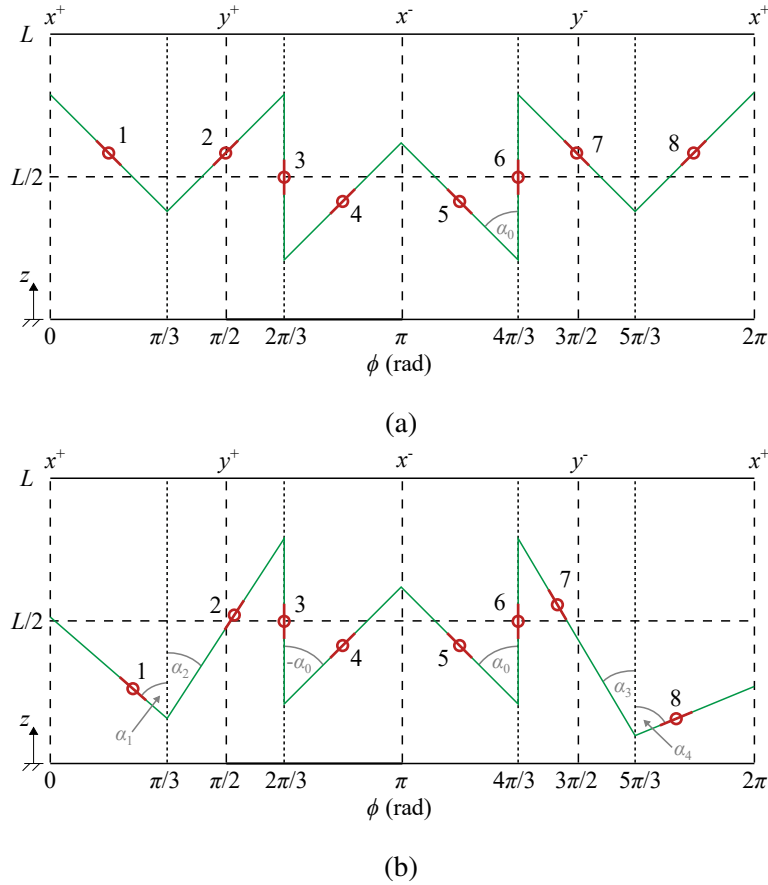 x⁺ y⁺ x⁻ y⁻ x⁺
L
1 2 3 4 5 6 7 8
L/2
α₀
z
0 π/3 π/2 2π/3 π 4π/3 3π/2 5π/3 2π
ϕ (rad)
(a)
x⁺ y⁺ x⁻ y⁻ x⁺
L
1 2 3 4 5 6 7 8
L/2
α₁ α₂ -α₀ α₀ α₃ α₄
z
0 π/3 π/2 2π/3 π 4π/3 3π/2 5π/3 2π
ϕ (rad)
(b)